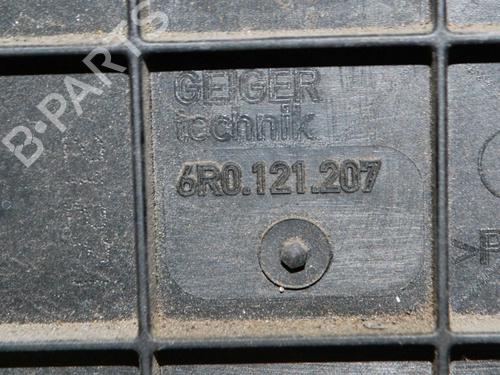 B·PARTS
GEIGER
technik
6R0.121.207
>P